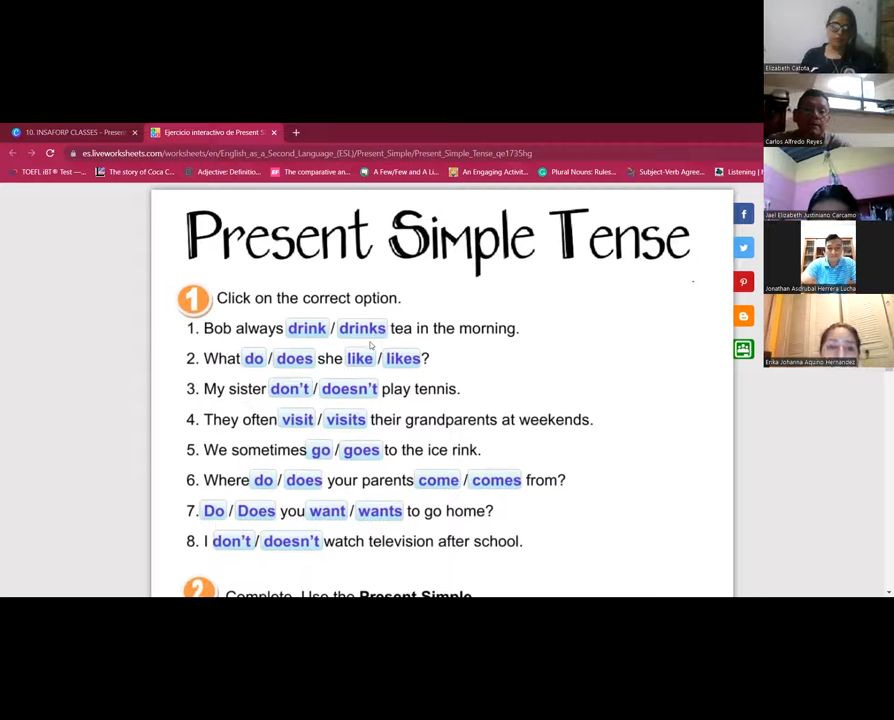 10. INSAFORP CLASSES - Present
Ejercicio interactivo de Present S
es.liveworksheets.com/worksheets/en/English_as_a_Second_Language_(ESL)/Present_Simple/Present_Simple_Tense_qe1735hg
TOEFL iBT® Test —...
The story of Coca C...
Adjective: Definitio...
The comparative an...
A Few/Few and A Li...
An Engaging Activit...
Plural Nouns: Rules...
Subject-Verb Agree...
Listening
Present Simple Tense
1 Click on the correct option.
1. Bob always drink / drinks tea in the morning.
2. What do / does she like / likes?
3. My sister don't / doesn't play tennis.
4. They often visit / visits their grandparents at weekends.
5. We sometimes go / goes to the ice rink.
6. Where do / does your parents come / comes from?
7. Do / Does you want / wants to go home?
8. I don't / doesn't watch television after school.
2 Complete. Use the Present Simple.
Elizabeth Catota
Carlos Alfredo Reyes
Jael Elizabeth Justiniano Carcamo
Jonathan Asdrubal Herrera Lucha
Erika Johanna Aquino Hernandez